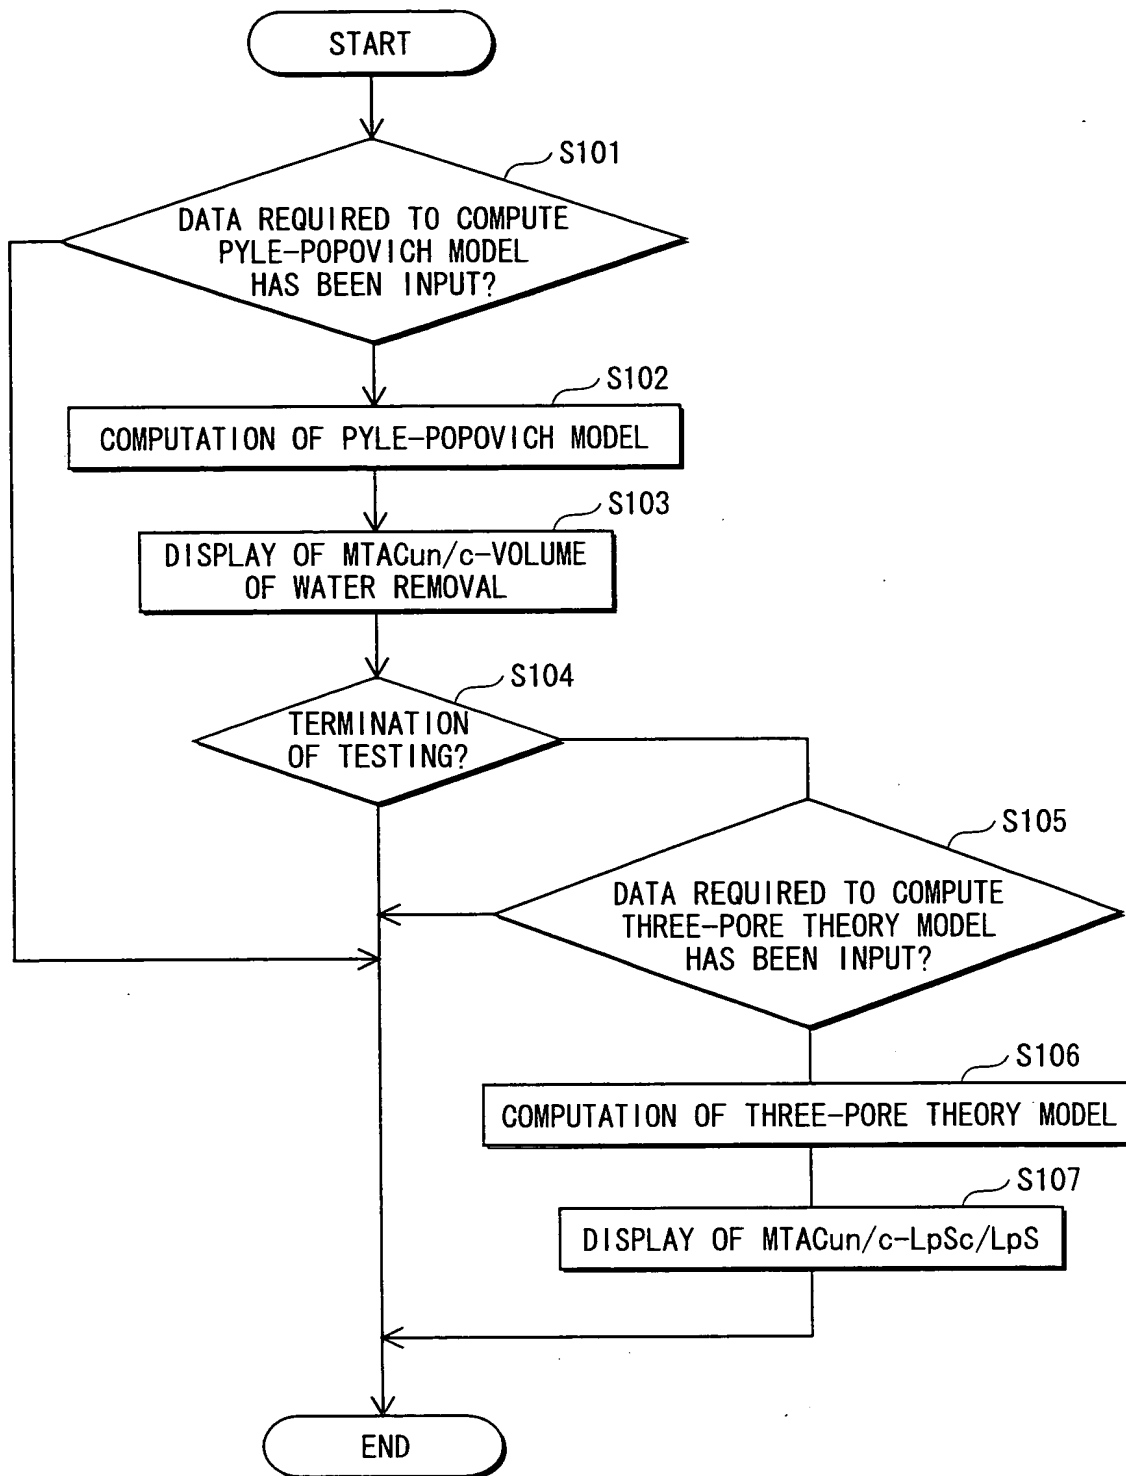 START
S101
DATA REQUIRED TO COMPUTE
PYLE-POPOVICH MODEL
HAS BEEN INPUT?
S102
COMPUTATION OF PYLE-POPOVICH MODEL
S103
DISPLAY OF MTACun/c-VOLUME
OF WATER REMOVAL
S104
TERMINATION
OF TESTING?
S105
DATA REQUIRED TO COMPUTE
THREE-PORE THEORY MODEL
HAS BEEN INPUT?
S106
COMPUTATION OF THREE-PORE THEORY MODEL
S107
DISPLAY OF MTACun/c-LpSc/LpS
END